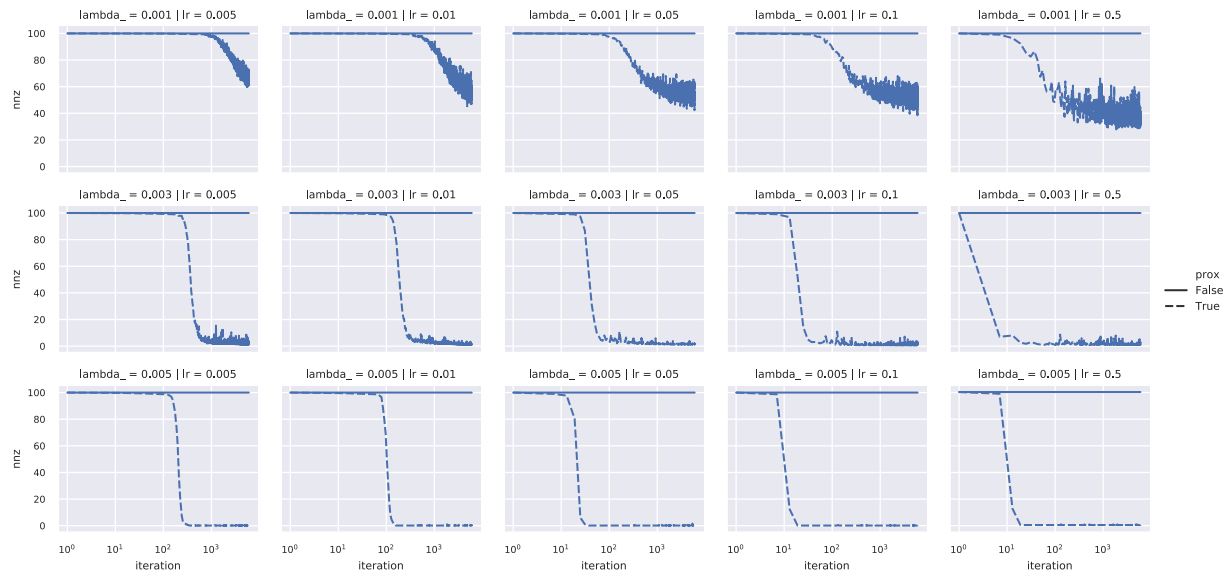 lambda_ = 0.001 | lr = 0.005 lambda_ = 0.001 | lr = 0.01 lambda_ = 0.001 | lr = 0.05 lambda_ = 0.001 | lr = 0.1 lambda_ = 0.001 | lr = 0.5
100
80
60
40
20
0
nnz
lambda_ = 0.003 | lr = 0.005 lambda_ = 0.003 | lr = 0.01 lambda_ = 0.003 | lr = 0.05 lambda_ = 0.003 | lr = 0.1 lambda_ = 0.003 | lr = 0.5
100
80
60
40
20
0
nnz
prox
False
True
lambda_ = 0.005 | lr = 0.005 lambda_ = 0.005 | lr = 0.01 lambda_ = 0.005 | lr = 0.05 lambda_ = 0.005 | lr = 0.1 lambda_ = 0.005 | lr = 0.5
100
80
60
40
20
0
nnz
10⁰ 10¹ 10² 10³ 10⁰ 10¹ 10² 10³ 10⁰ 10¹ 10² 10³ 10⁰ 10¹ 10² 10³ 10⁰ 10¹ 10² 10³
iteration iteration iteration iteration iteration